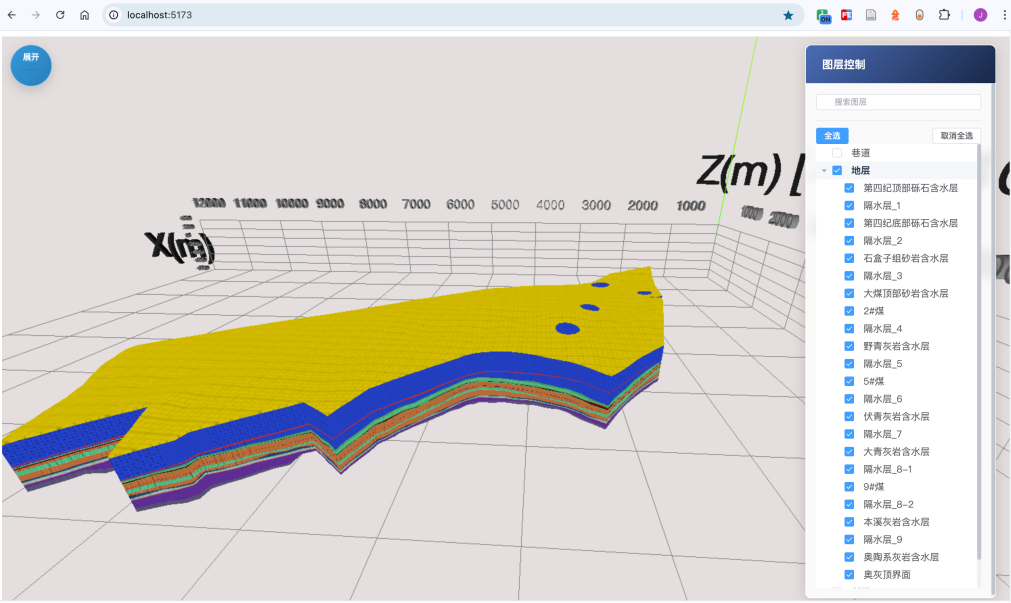 localhost:5173
ON
J
展开
图层控制
搜索图层
全选
取消全选
巷道
地层
第四纪顶部砾石含水层
隔水层_1
第四纪底部砾石含水层
隔水层_2
石盒子组砂岩含水层
隔水层_3
大煤顶部砂岩含水层
2#煤
隔水层_4
野青灰岩含水层
隔水层_5
5#煤
隔水层_6
伏青灰岩含水层
隔水层_7
大青灰岩含水层
隔水层_8-1
9#煤
隔水层_8-2
本溪灰岩含水层
隔水层_9
奥陶系灰岩含水层
奥灰顶界面
Z(m) [
12000 11000 10000 9000 8000 7000 6000 5000 4000 3000 2000 1000
1000 2000
X(m)